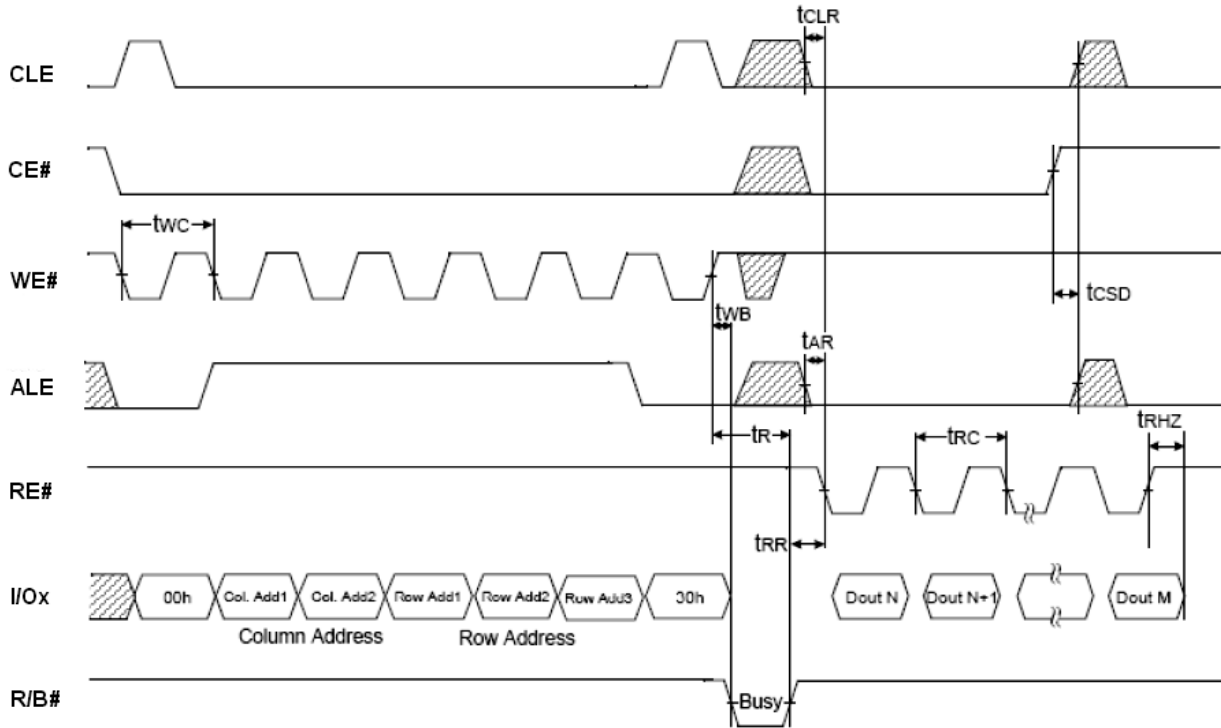 tCLR
CLE
CE#
tWC
WE#
tWB
tCSD
tAR
ALE
tR
tRC
tRHZ
RE#
tRR
I/Ox
00h
Col. Add1
Col. Add2
Row Add1
Row Add2
Row Add3
30h
Dout N
Dout N+1
Dout M
Column Address
Row Address
R/B#
Busy